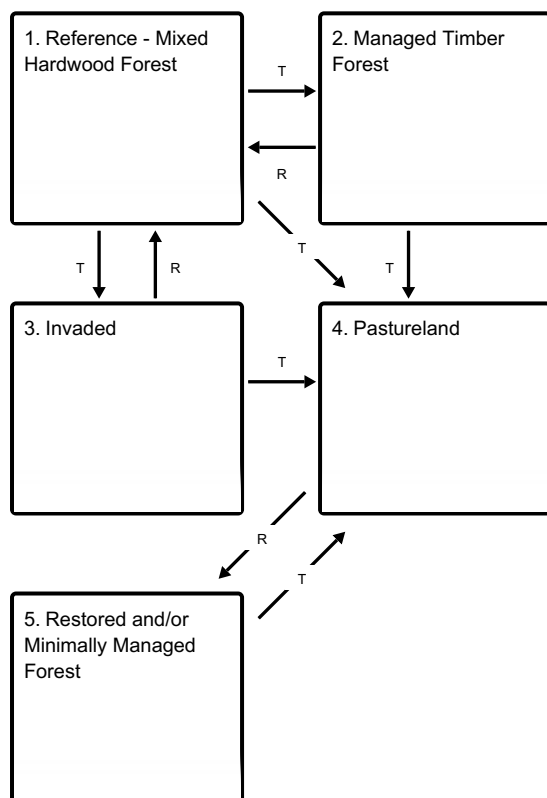 1. Reference - Mixed
Hardwood Forest
2. Managed Timber
Forest
T
R
T
T
R
T
3. Invaded
4. Pastureland
T
R
T
5. Restored and/or
Minimally Managed
Forest